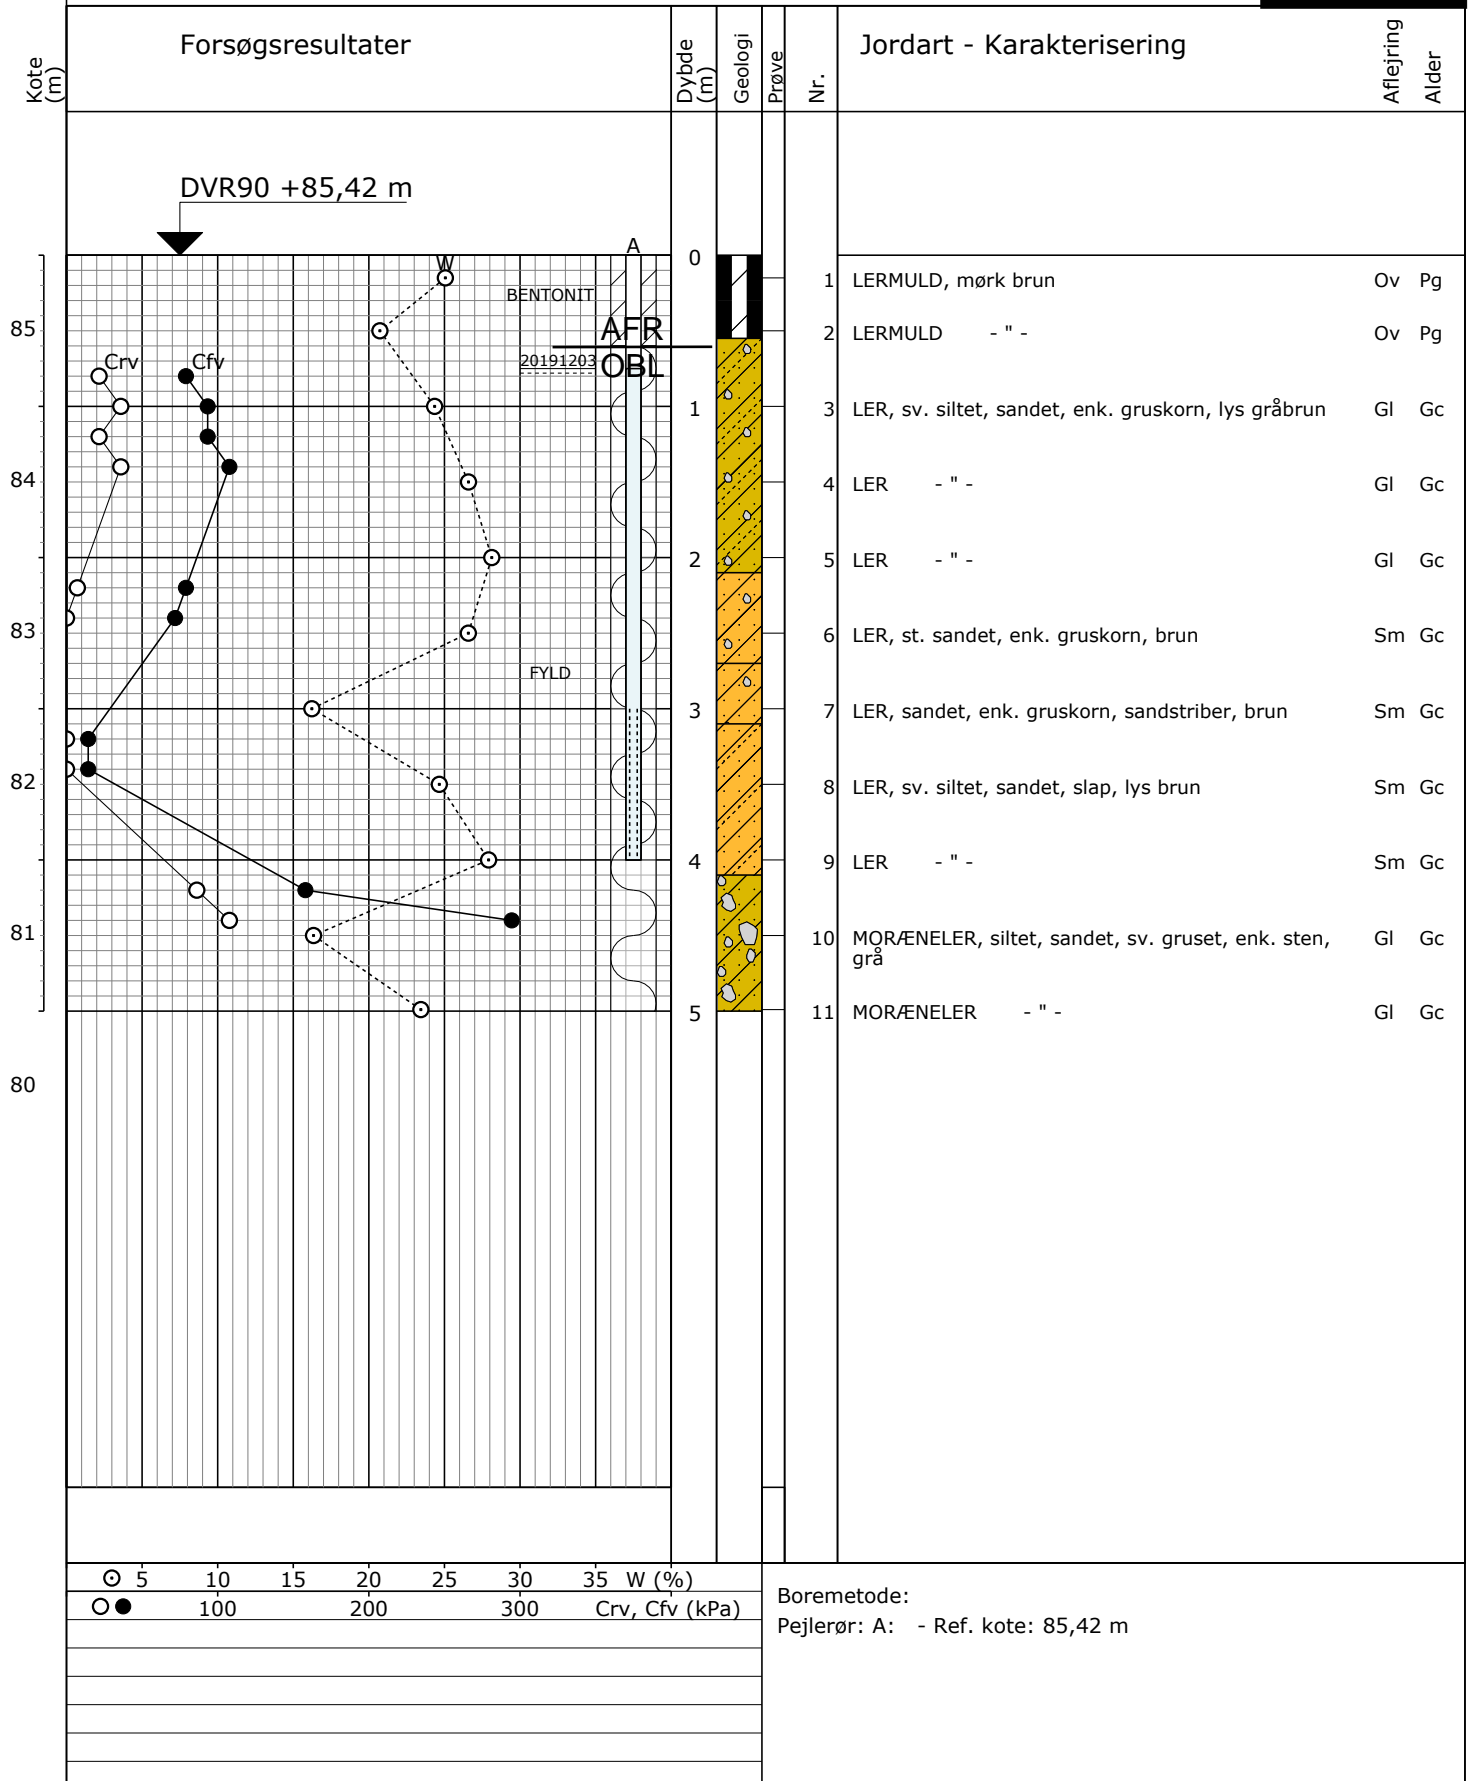 Kote (m)
Forsøgsresultater
Dybde (m)
Geologi
Prøve
Nr.
Jordart - Karakterisering
Aflejring
Alder
DVR90 +85,42 m
A
W
0
BENTONIT
1 LERMULD, mørk brun Ov Pg
85
AFR
2 LERMULD - " - Ov Pg
Crv
Cfv
20191203
OBL
1
3 LER, sv. siltet, sandet, enk. gruskorn, lys gråbrun Gl Gc
84
4 LER - " - Gl Gc
2
5 LER - " - Gl Gc
83
6 LER, st. sandet, enk. gruskorn, brun Sm Gc
FYLD
3
7 LER, sandet, enk. gruskorn, sandstriber, brun Sm Gc
82
8 LER, sv. siltet, sandet, slap, lys brun Sm Gc
4
9 LER - " - Sm Gc
81
10 MORÆNELER, siltet, sandet, sv. gruset, enk. sten, Gl Gc
grå
5
11 MORÆNELER - " - Gl Gc
80
5 10 15 20 25 30 35 W (%)
100 200 300 Crv, Cfv (kPa)
Boremetode:
Pejlerør: A: - Ref. kote: 85,42 m